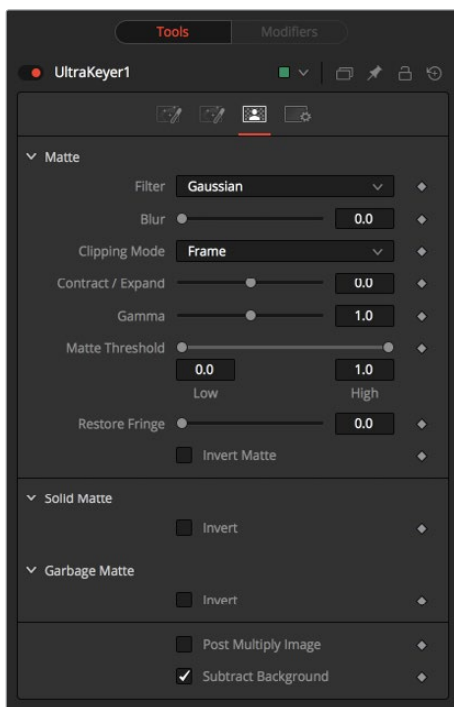 Tools Modifiers
UltraKeyer1
Matte
Filter Gaussian
Blur 0.0
Clipping Mode Frame
Contract / Expand 0.0
Gamma 1.0
Matte Threshold
0.0 1.0
Low High
Restore Fringe 0.0
Invert Matte
Solid Matte
Invert
Garbage Matte
Invert
Post Multiply Image
Subtract Background